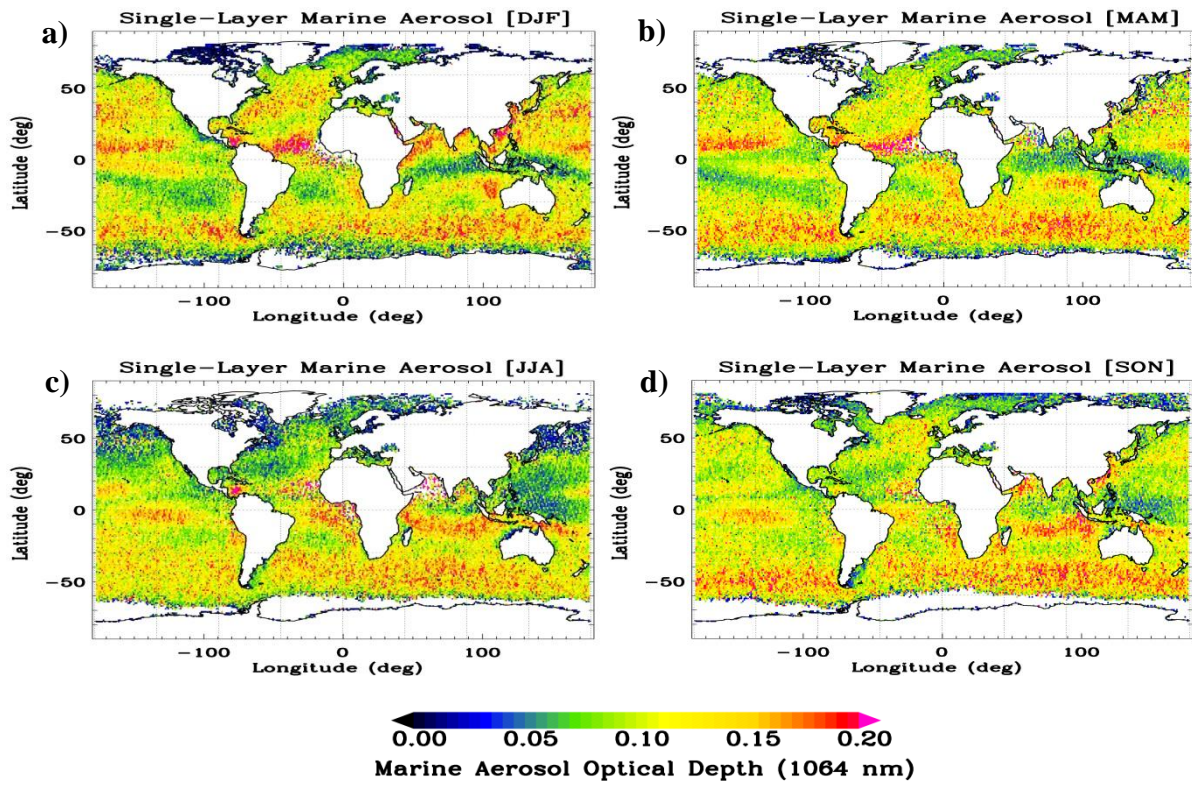 Single-Layer Marine Aerosol [DJF]
a)
50
0
-50
Latitude (deg)
-100 0 100
Longitude (deg)
Single-Layer Marine Aerosol [MAM]
b)
50
0
-50
Latitude (deg)
-100 0 100
Longitude (deg)
Single-Layer Marine Aerosol [JJA]
c)
50
0
-50
Latitude (deg)
-100 0 100
Longitude (deg)
Single-Layer Marine Aerosol [SON]
d)
50
0
-50
Latitude (deg)
-100 0 100
Longitude (deg)
0.00 0.05 0.10 0.15 0.20
Marine Aerosol Optical Depth (1064 nm)